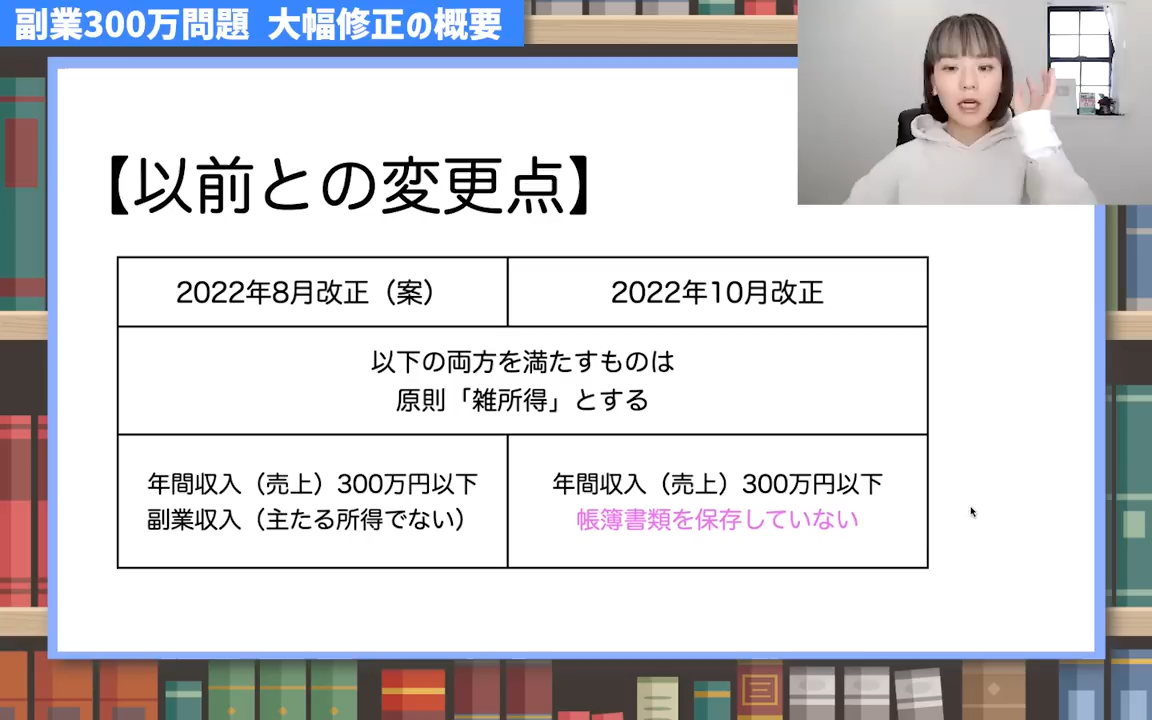 副業300万問題 大幅修正の概要
【以前との変更点】
2022年8月改正（案）
2022年10月改正
以下の両方を満たすものは
原則「雑所得」とする
年間収入（売上）300万円以下
副業収入（主たる所得でない）
年間収入（売上）300万円以下
帳簿書類を保存していない